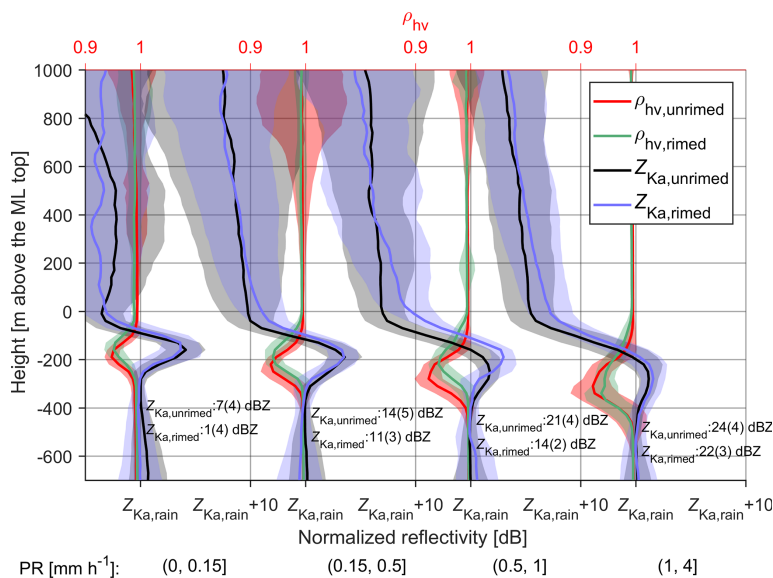 ρhv
0.9 1 0.9 1 0.9 1 0.9 1
1000
800
600
400
200
0
-200
-400
-600
Height [m above the ML top]
ρhv,unrimed
ρhv,rimed
ZKa,unrimed
ZKa,rimed
ZKa,unrimed:7(4) dBZ
ZKa,rimed:1(4) dBZ
ZKa,unrimed:14(5) dBZ
ZKa,rimed:11(3) dBZ
ZKa,unrimed:21(4) dBZ
ZKa,rimed:14(2) dBZ
ZKa,unrimed:24(4) dBZ
ZKa,rimed:22(3) dBZ
ZKa,rain ZKa,rain+10 ZKa,rain ZKa,rain+10 ZKa,rain ZKa,rain+10 ZKa,rain ZKa,rain+10
Normalized reflectivity [dB]
PR [mm h-1]: (0, 0.15] (0.15, 0.5] (0.5, 1] (1, 4]